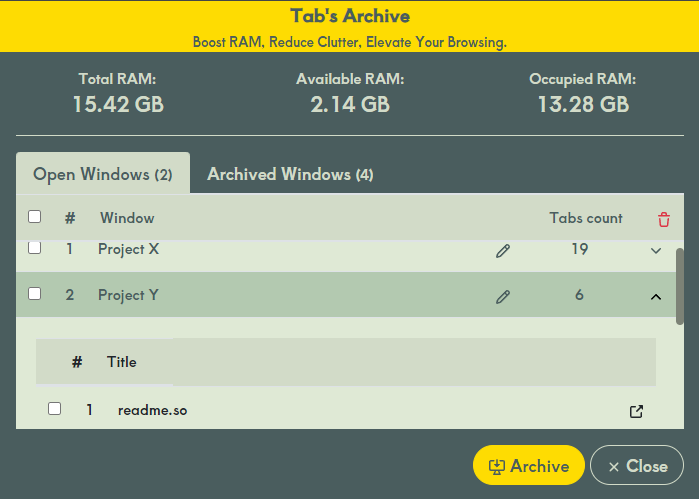 Tab's Archive
Boost RAM, Reduce Clutter, Elevate Your Browsing.
Total RAM: Available RAM: Occupied RAM:
15.42 GB 2.14 GB 13.28 GB
Open Windows (2) Archived Windows (4)
# Window Tabs count
1 Project X 19
2 Project Y 6
# Title
1 readme.so
Archive Close